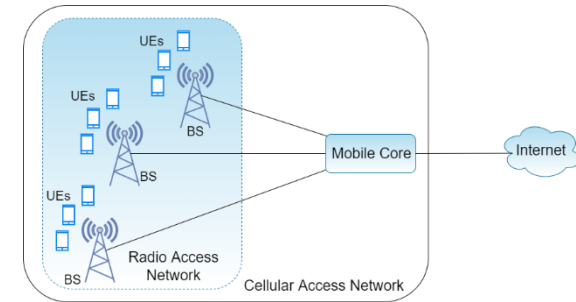 UEs
UEs
BS
Mobile Core
Internet
BS
UEs
Radio Access
Network
BS
Cellular Access Network